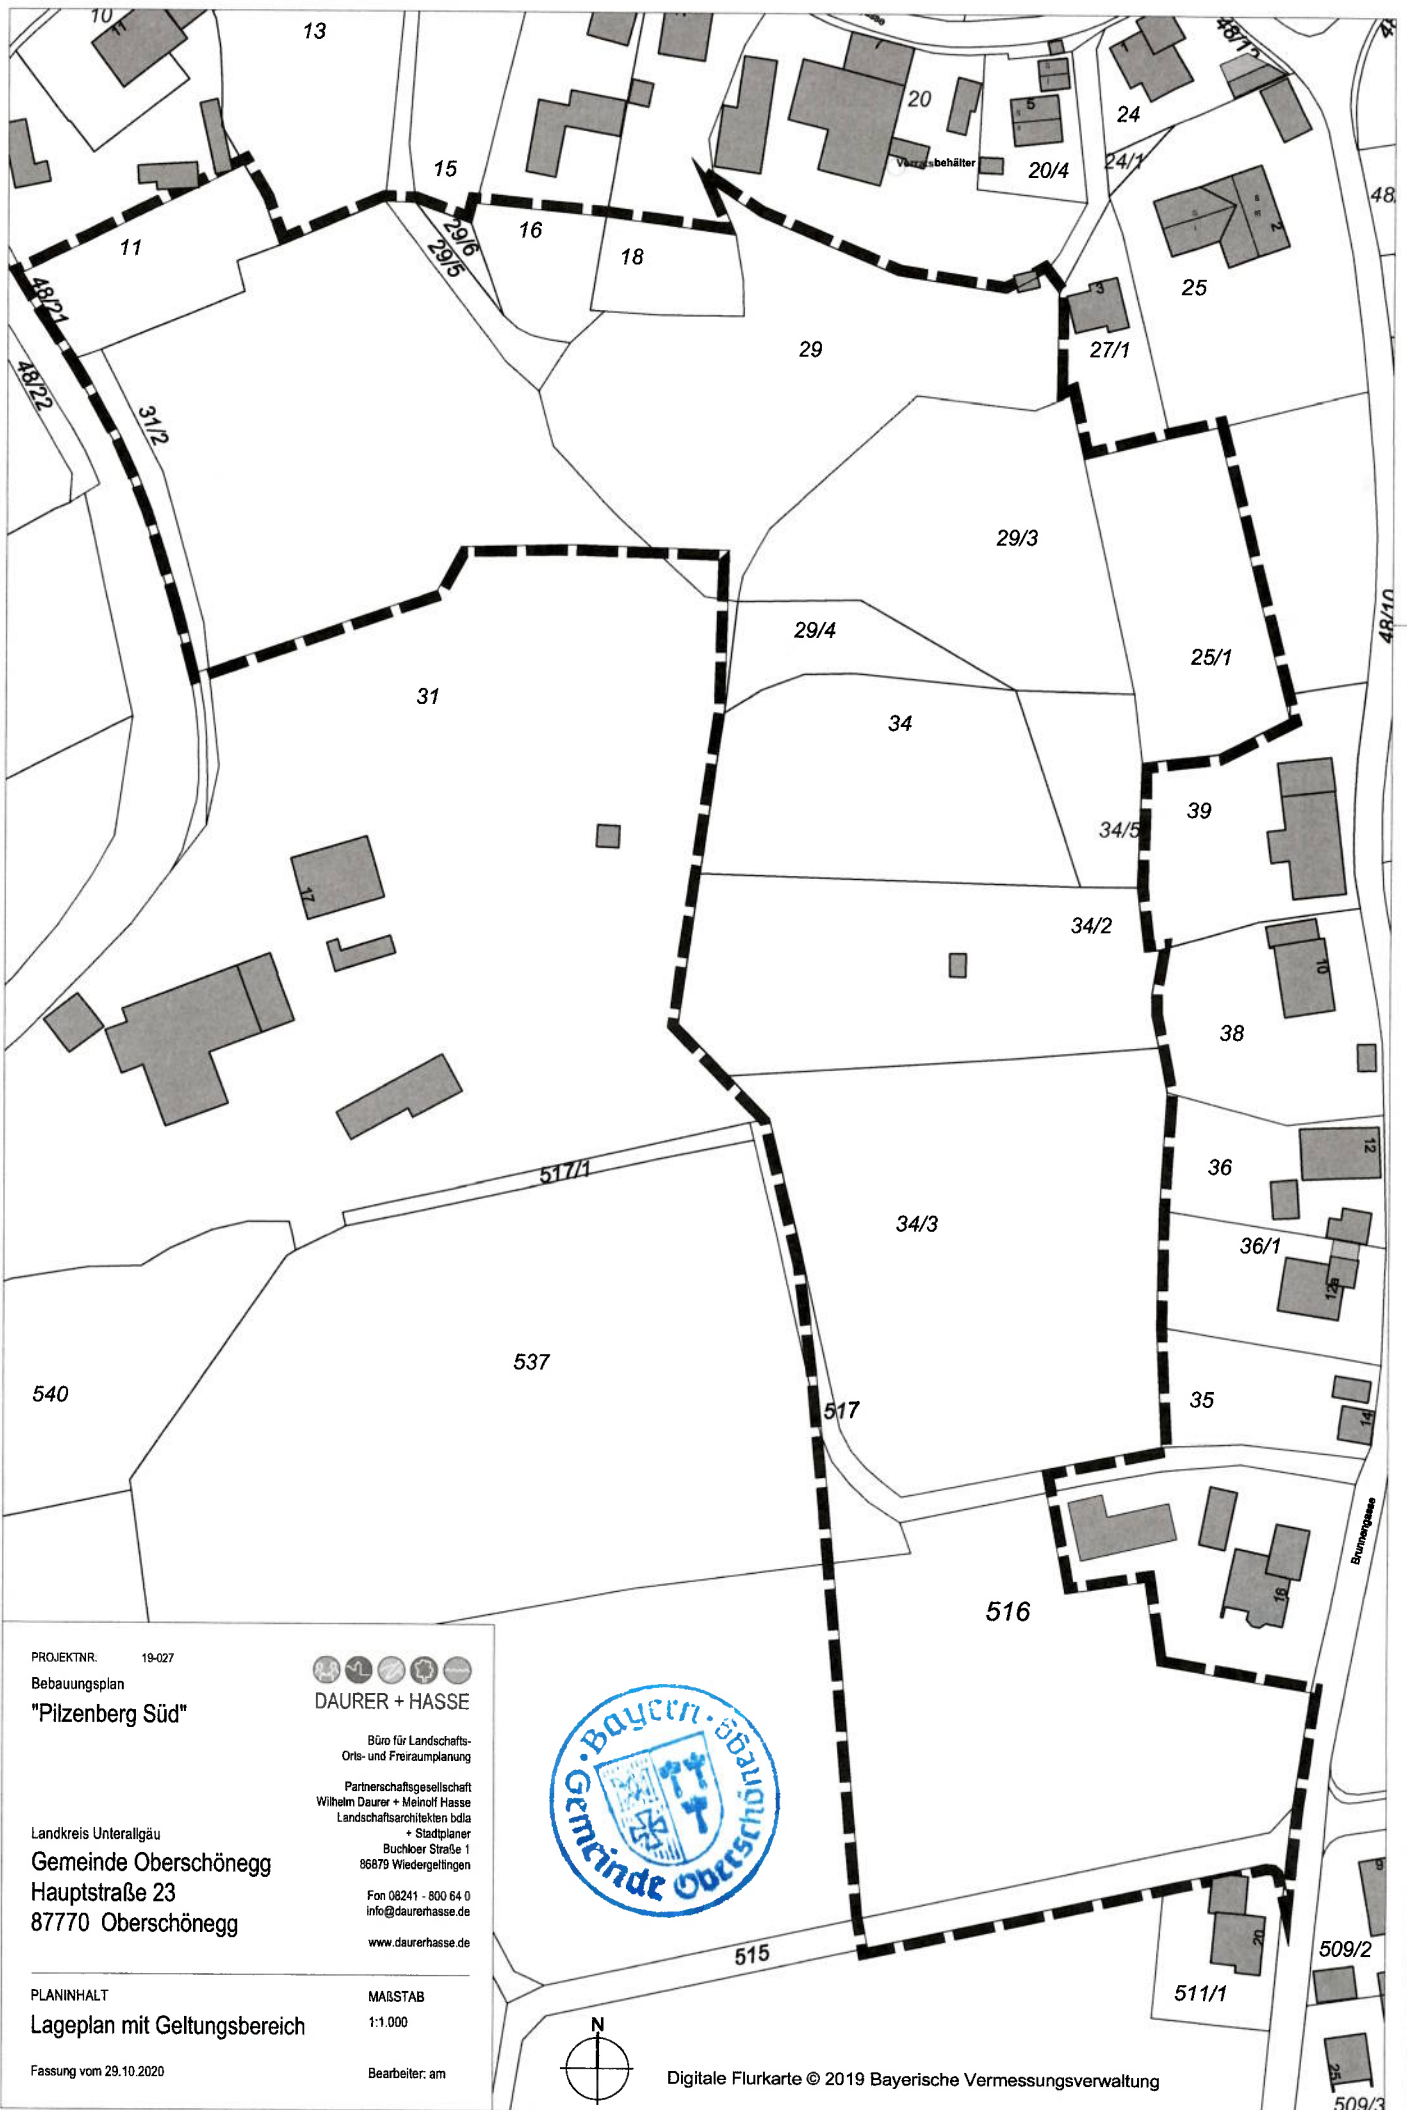 10
11
13
20
5
1
24
48/13
Vorratsbehälter
20/4
24/1
48
15
11
29/6
29/5
16
18
2
25
48/21
3
27/1
29
48/22
31/2
29/3
48/10
29/4
25/1
31
34
39
34/5
17
34/2
10
38
12
517/1
36
34/3
36/1
12a
537
540
35
517
14
Brunnengasse
516
16
PROJEKTNR. 19-027
Bebauungsplan
"Pilzenberg Süd"
DAURER + HASSE
Büro für Landschafts-
Orts- und Freiraumplanung
Partnerschaftsgesellschaft
Wilhelm Daurer + Meinolf Hasse
Landschaftsarchitekten bdla
+ Stadtplaner
Buchloer Straße 1
86879 Wiedergeltingen
Fon 08241 - 800 64 0
info@daurerhasse.de
www.daurerhasse.de
Landkreis Unterallgäu
Gemeinde Oberschönegg
Hauptstraße 23
87770 Oberschönegg
PLANINHALT
Lageplan mit Geltungsbereich
MAßSTAB
1:1.000
Fassung vom 29.10.2020
Bearbeiter: am
· Bayern ·
Gemeinde Oberschönegg
9
20
515
509/2
511/1
N
25
509/3
Digitale Flurkarte © 2019 Bayerische Vermessungsverwaltung